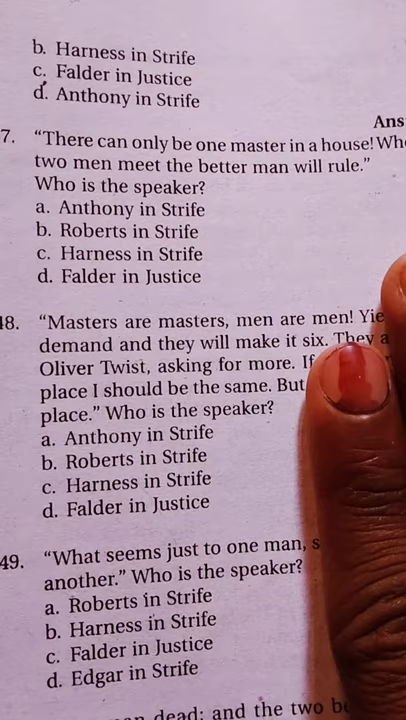 b. Harness in Strife
c. Falder in Justice
d. Anthony in Strife
Ans
7. "There can only be one master in a house!
two men meet the better man will rule."
Who is the speaker?
a. Anthony in Strife
b. Roberts in Strife
c. Harness in Strife
d. Falder in Justice
48. "Masters are masters, men are men!
demand and they will make it six. They
Oliver Twist, asking for more. If
place I should be the same. But
place." Who is the speaker?
a. Anthony in Strife
b. Roberts in Strife
c. Harness in Strife
d. Falder in Justice
49. "What seems just to one man,
another." Who is the speaker?
a. Roberts in Strife
b. Harness in Strife
c. Falder in Justice
d. Edgar in Strife
dead; and the two